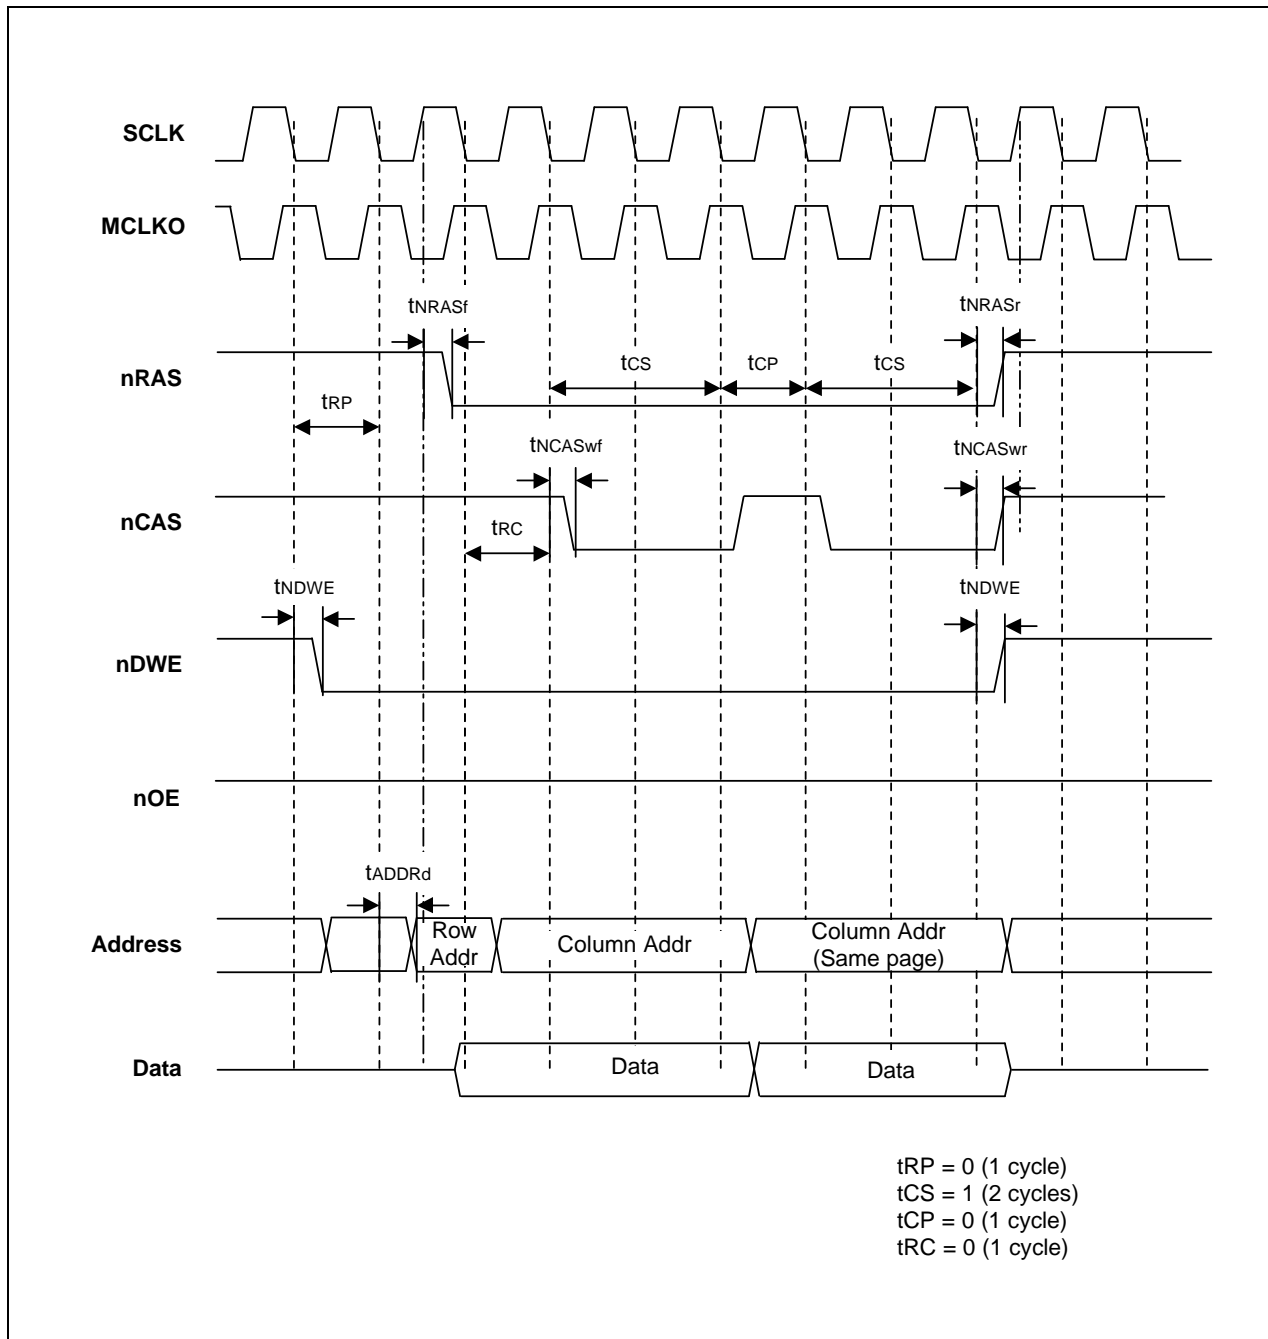 SCLK
MCLKO
tNRASf
tNRASr
nRAS
tCS
tCP
tCS
tRP
tNCASwf
tNCASwr
nCAS
tRC
tNDWE
tNDWE
nDWE
nOE
tADDRd
Address
Row
Addr
Column Addr
Column Addr
(Same page)
Data
Data
Data
tRP = 0 (1 cycle)
tCS = 1 (2 cycles)
tCP = 0 (1 cycle)
tRC = 0 (1 cycle)